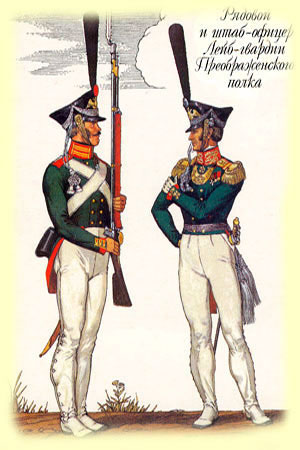 Рядовой
и штаб-офицер
Лейб-гвардии
Преображенского
полка